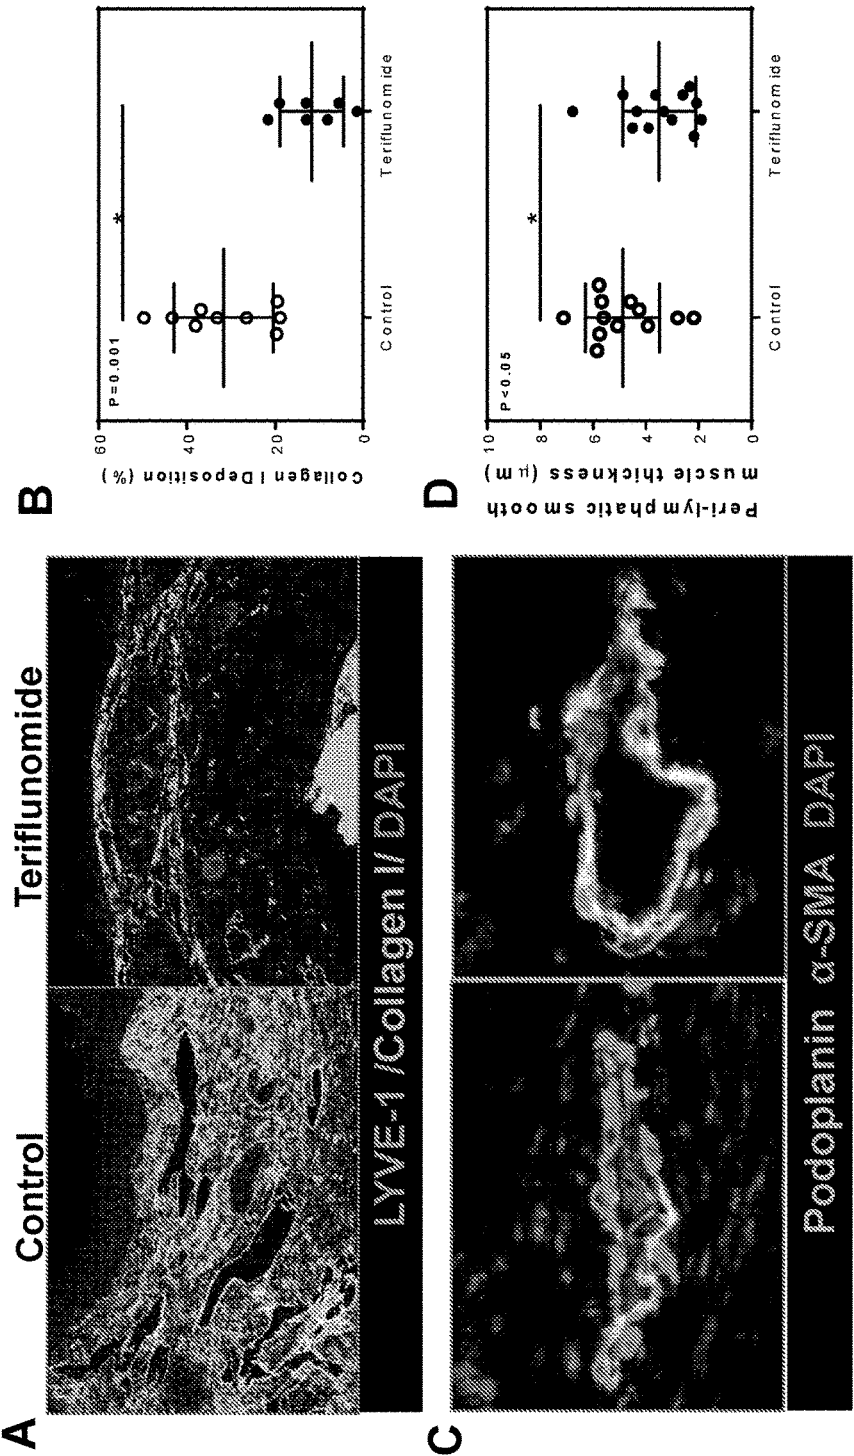 A
Control
Teriflunomide
LYVE-1 /Collagen I/ DAPI
B
Collagen I Deposition (%)
60
40
20
0
P=0.001
*
Control
Teriflunomide
C
Podoplanin α-SMA DAPI
D
Peri-lymphatic smooth
muscle thickness (μm)
10
8
6
4
2
0
P<0.05
*
Control
Teriflunomide